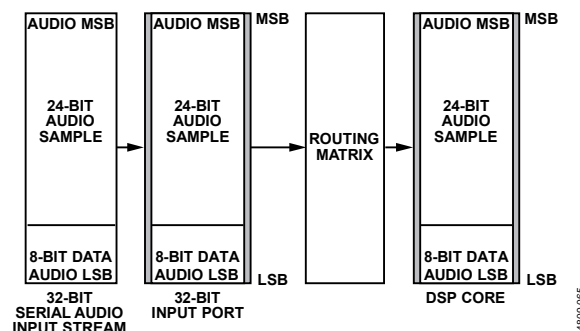 AUDIO MSB
24-BIT
AUDIO
SAMPLE
8-BIT DATA
AUDIO LSB
32-BIT
SERIAL AUDIO
INPUT STREAM
AUDIO MSB
MSB
24-BIT
AUDIO
SAMPLE
8-BIT DATA
AUDIO LSB
LSB
32-BIT
INPUT PORT
ROUTING
MATRIX
AUDIO MSB
MSB
24-BIT
AUDIO
SAMPLE
8-BIT DATA
AUDIO LSB
LSB
DSP CORE